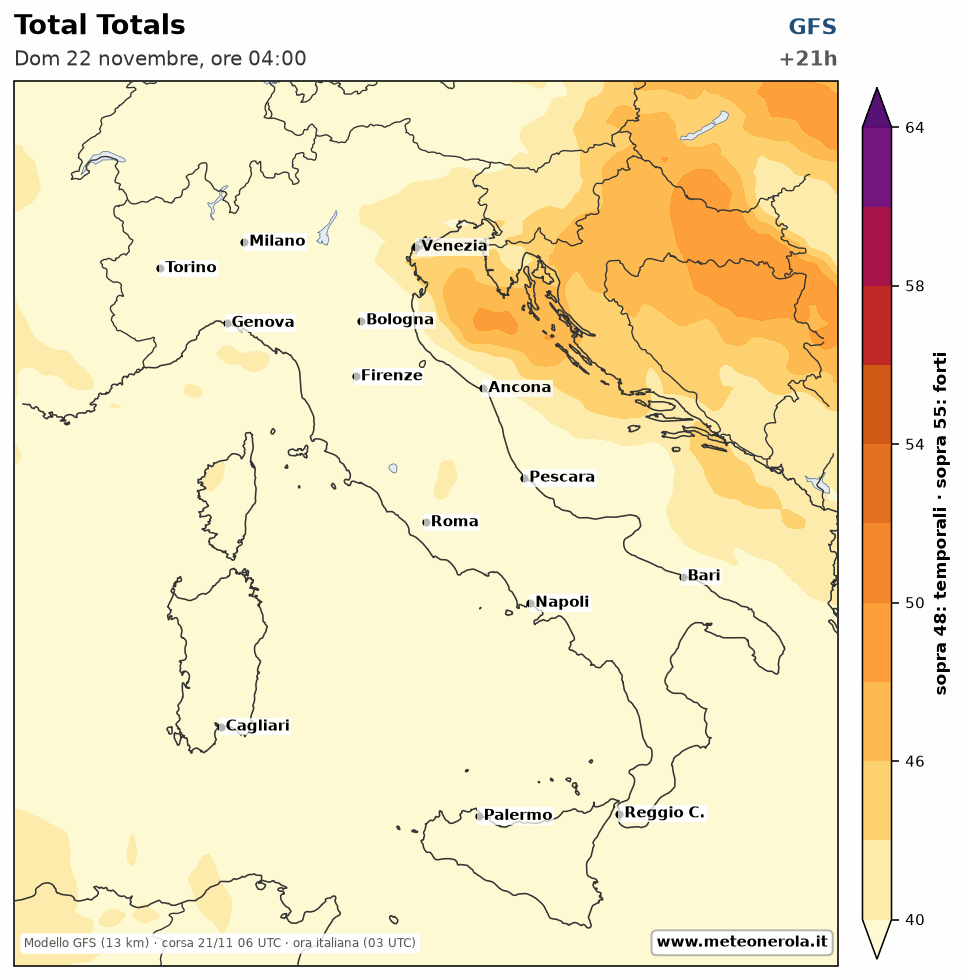 Total Totals
GFS
Dom 22 novembre, ore 04:00
+21h
Milano
Venezia
Torino
Genova
Bologna
Firenze
Ancona
Pescara
Roma
Bari
Napoli
Cagliari
Palermo
Reggio C.
64
58
54
50
46
40
sopra 48: temporali · sopra 55: forti
Modello GFS (13 km) · corsa 21/11 06 UTC · ora italiana (03 UTC)
www.meteonerola.it